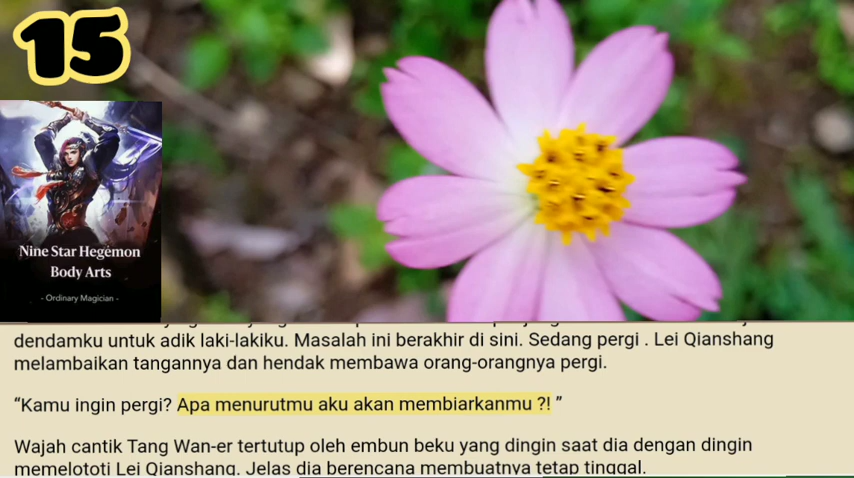 15
Nine Star Hegemon
Body Arts
- Ordinary Magician -
dendamku untuk adik laki-lakiku. Masalah ini berakhir di sini. Sedang pergi . Lei Qianshang
melambaikan tangannya dan hendak membawa orang-orangnya pergi.
“Kamu ingin pergi? Apa menurutmu aku akan membiarkanmu ?! ”
Wajah cantik Tang Wan-er tertutup oleh embun beku yang dingin saat dia dengan dingin
memelototi Lei Qianshang. Jelas dia berencana membuatnya tetap tinggal.